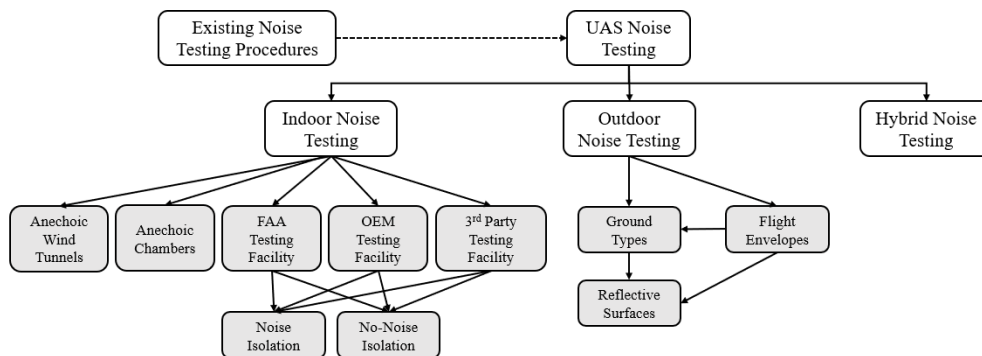 Existing Noise
Testing Procedures
UAS Noise
Testing
Indoor Noise
Testing
Outdoor
Noise Testing
Hybrid Noise
Testing
Anechoic
Wind
Tunnels
Anechoic
Chambers
FAA
Testing
Facility
OEM
Testing
Facility
3rd Party
Testing
Facility
Ground
Types
Flight
Envelopes
Reflective
Surfaces
Noise
Isolation
No-Noise
Isolation